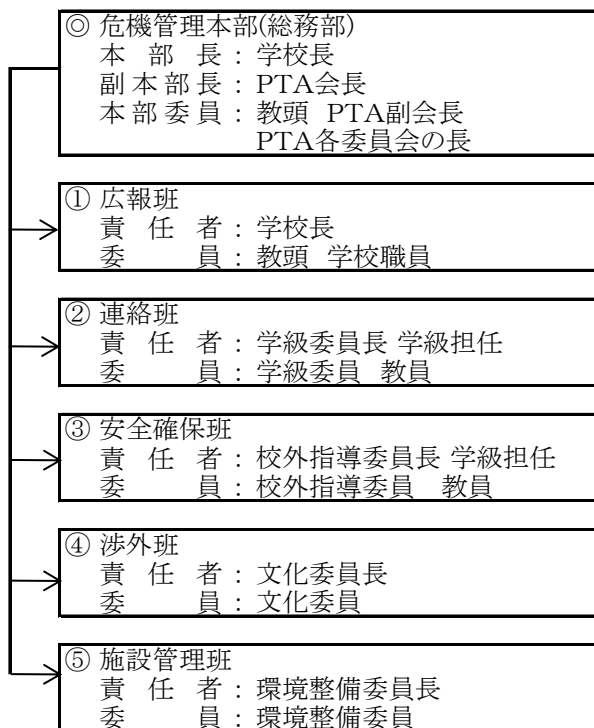 ◎ 危機管理本部(総務部)
本 部 長 : 学校長
副本部長 : PTA会長
本部委員 : 教頭 PTA副会長
PTA各委員会の長
① 広報班
責 任 者 : 学校長
委 員 : 教頭 学校職員
② 連絡班
責 任 者 : 学級委員長 学級担任
委 員 : 学級委員 教員
③ 安全確保班
責 任 者 : 校外指導委員長 学級担任
委 員 : 校外指導委員 教員
④ 渉外班
責 任 者 : 文化委員長
委 員 : 文化委員
⑤ 施設管理班
責 任 者 : 環境整備委員長
委 員 : 環境整備委員